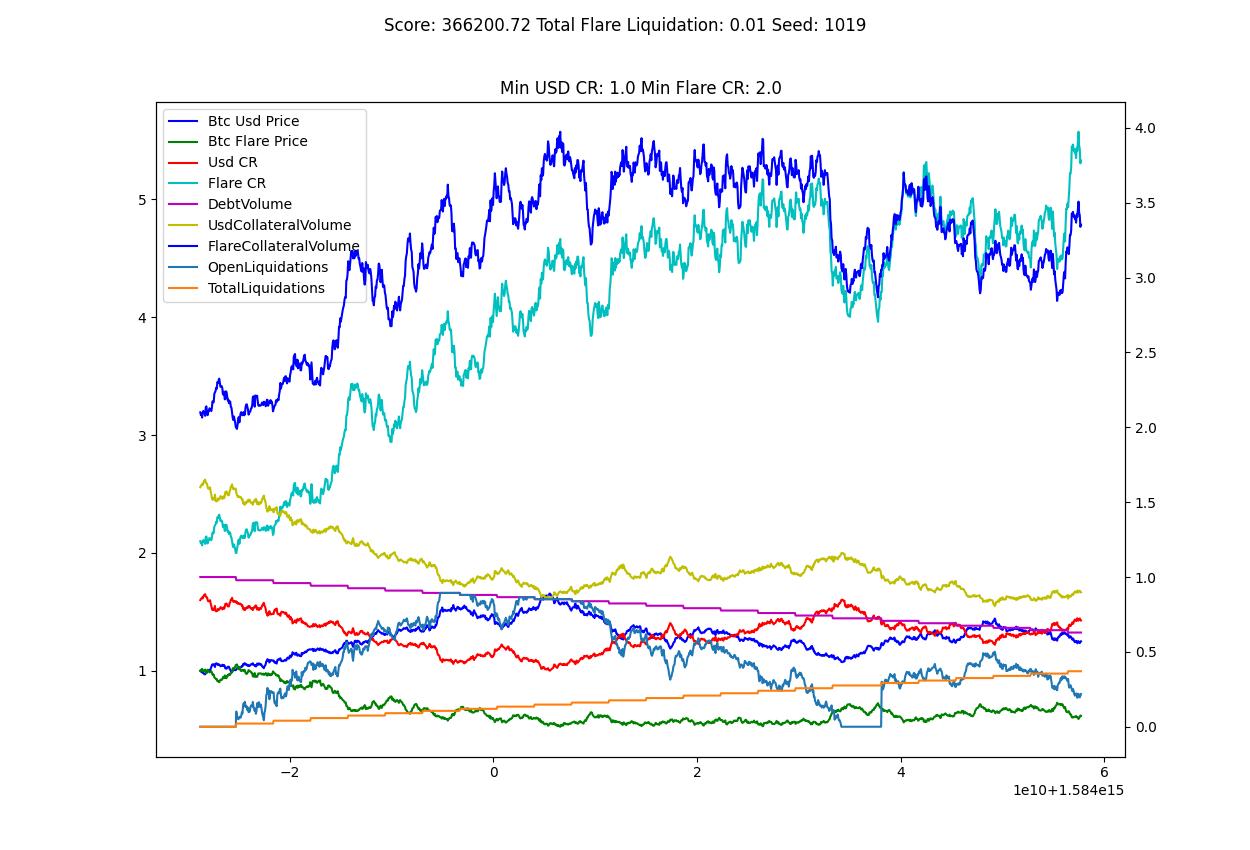 Score: 366200.72 Total Flare Liquidation: 0.01 Seed: 1019
Min USD CR: 1.0 Min Flare CR: 2.0
Btc Usd Price
Btc Flare Price
Usd CR
Flare CR
DebtVolume
UsdCollateralVolume
FlareCollateralVolume
OpenLiquidations
TotalLiquidations
5
4
3
2
1
4.0
3.5
3.0
2.5
2.0
1.5
1.0
0.5
0.0
−2 0 2 4 6
1e10+1.584e15